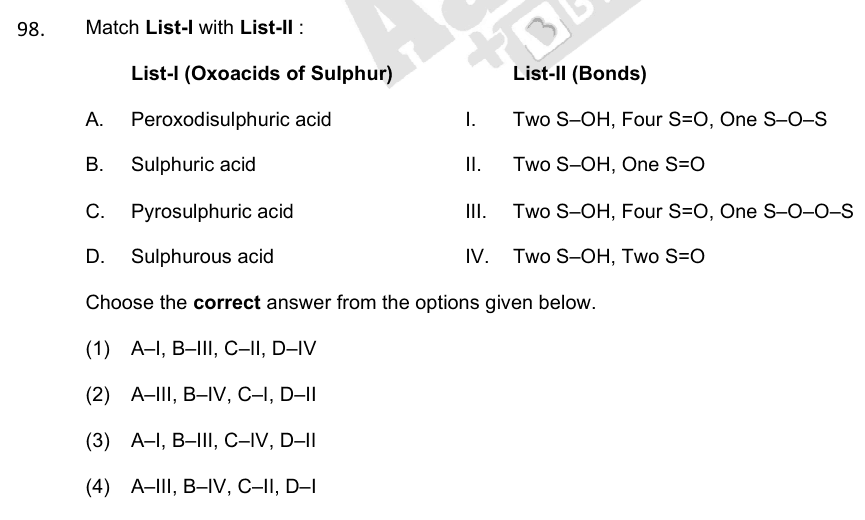 98. Match List-I with List-II :
List-I (Oxoacids of Sulphur) List-II (Bonds)
A. Peroxodisulphuric acid I. Two S–OH, Four S=O, One S–O–S
B. Sulphuric acid II. Two S–OH, One S=O
C. Pyrosulphuric acid III. Two S–OH, Four S=O, One S–O–O–S
D. Sulphurous acid IV. Two S–OH, Two S=O
Choose the correct answer from the options given below.
(1) A–I, B–III, C–II, D–IV
(2) A–III, B–IV, C–I, D–II
(3) A–I, B–III, C–IV, D–II
(4) A–III, B–IV, C–II, D–I